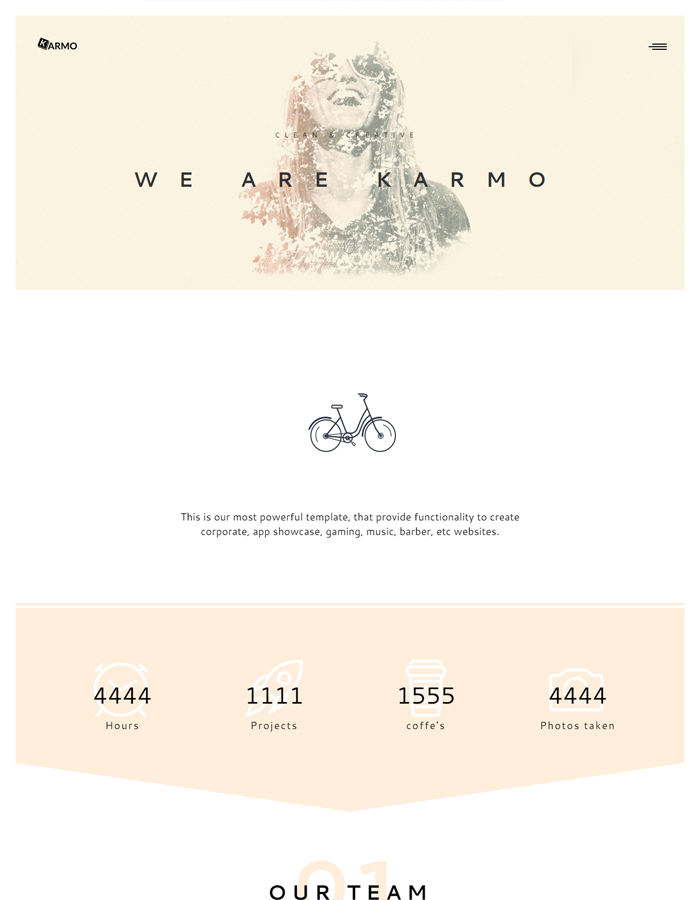 KARMO
CLEAN & CREATIVE
WE ARE KARMO
This is our most powerful template, that provide functionality to create
corporate, app showcase, gaming, music, barber, etc websites.
4444
Hours
1111
Projects
1555
coffe's
4444
Photos taken
01
OUR TEAM